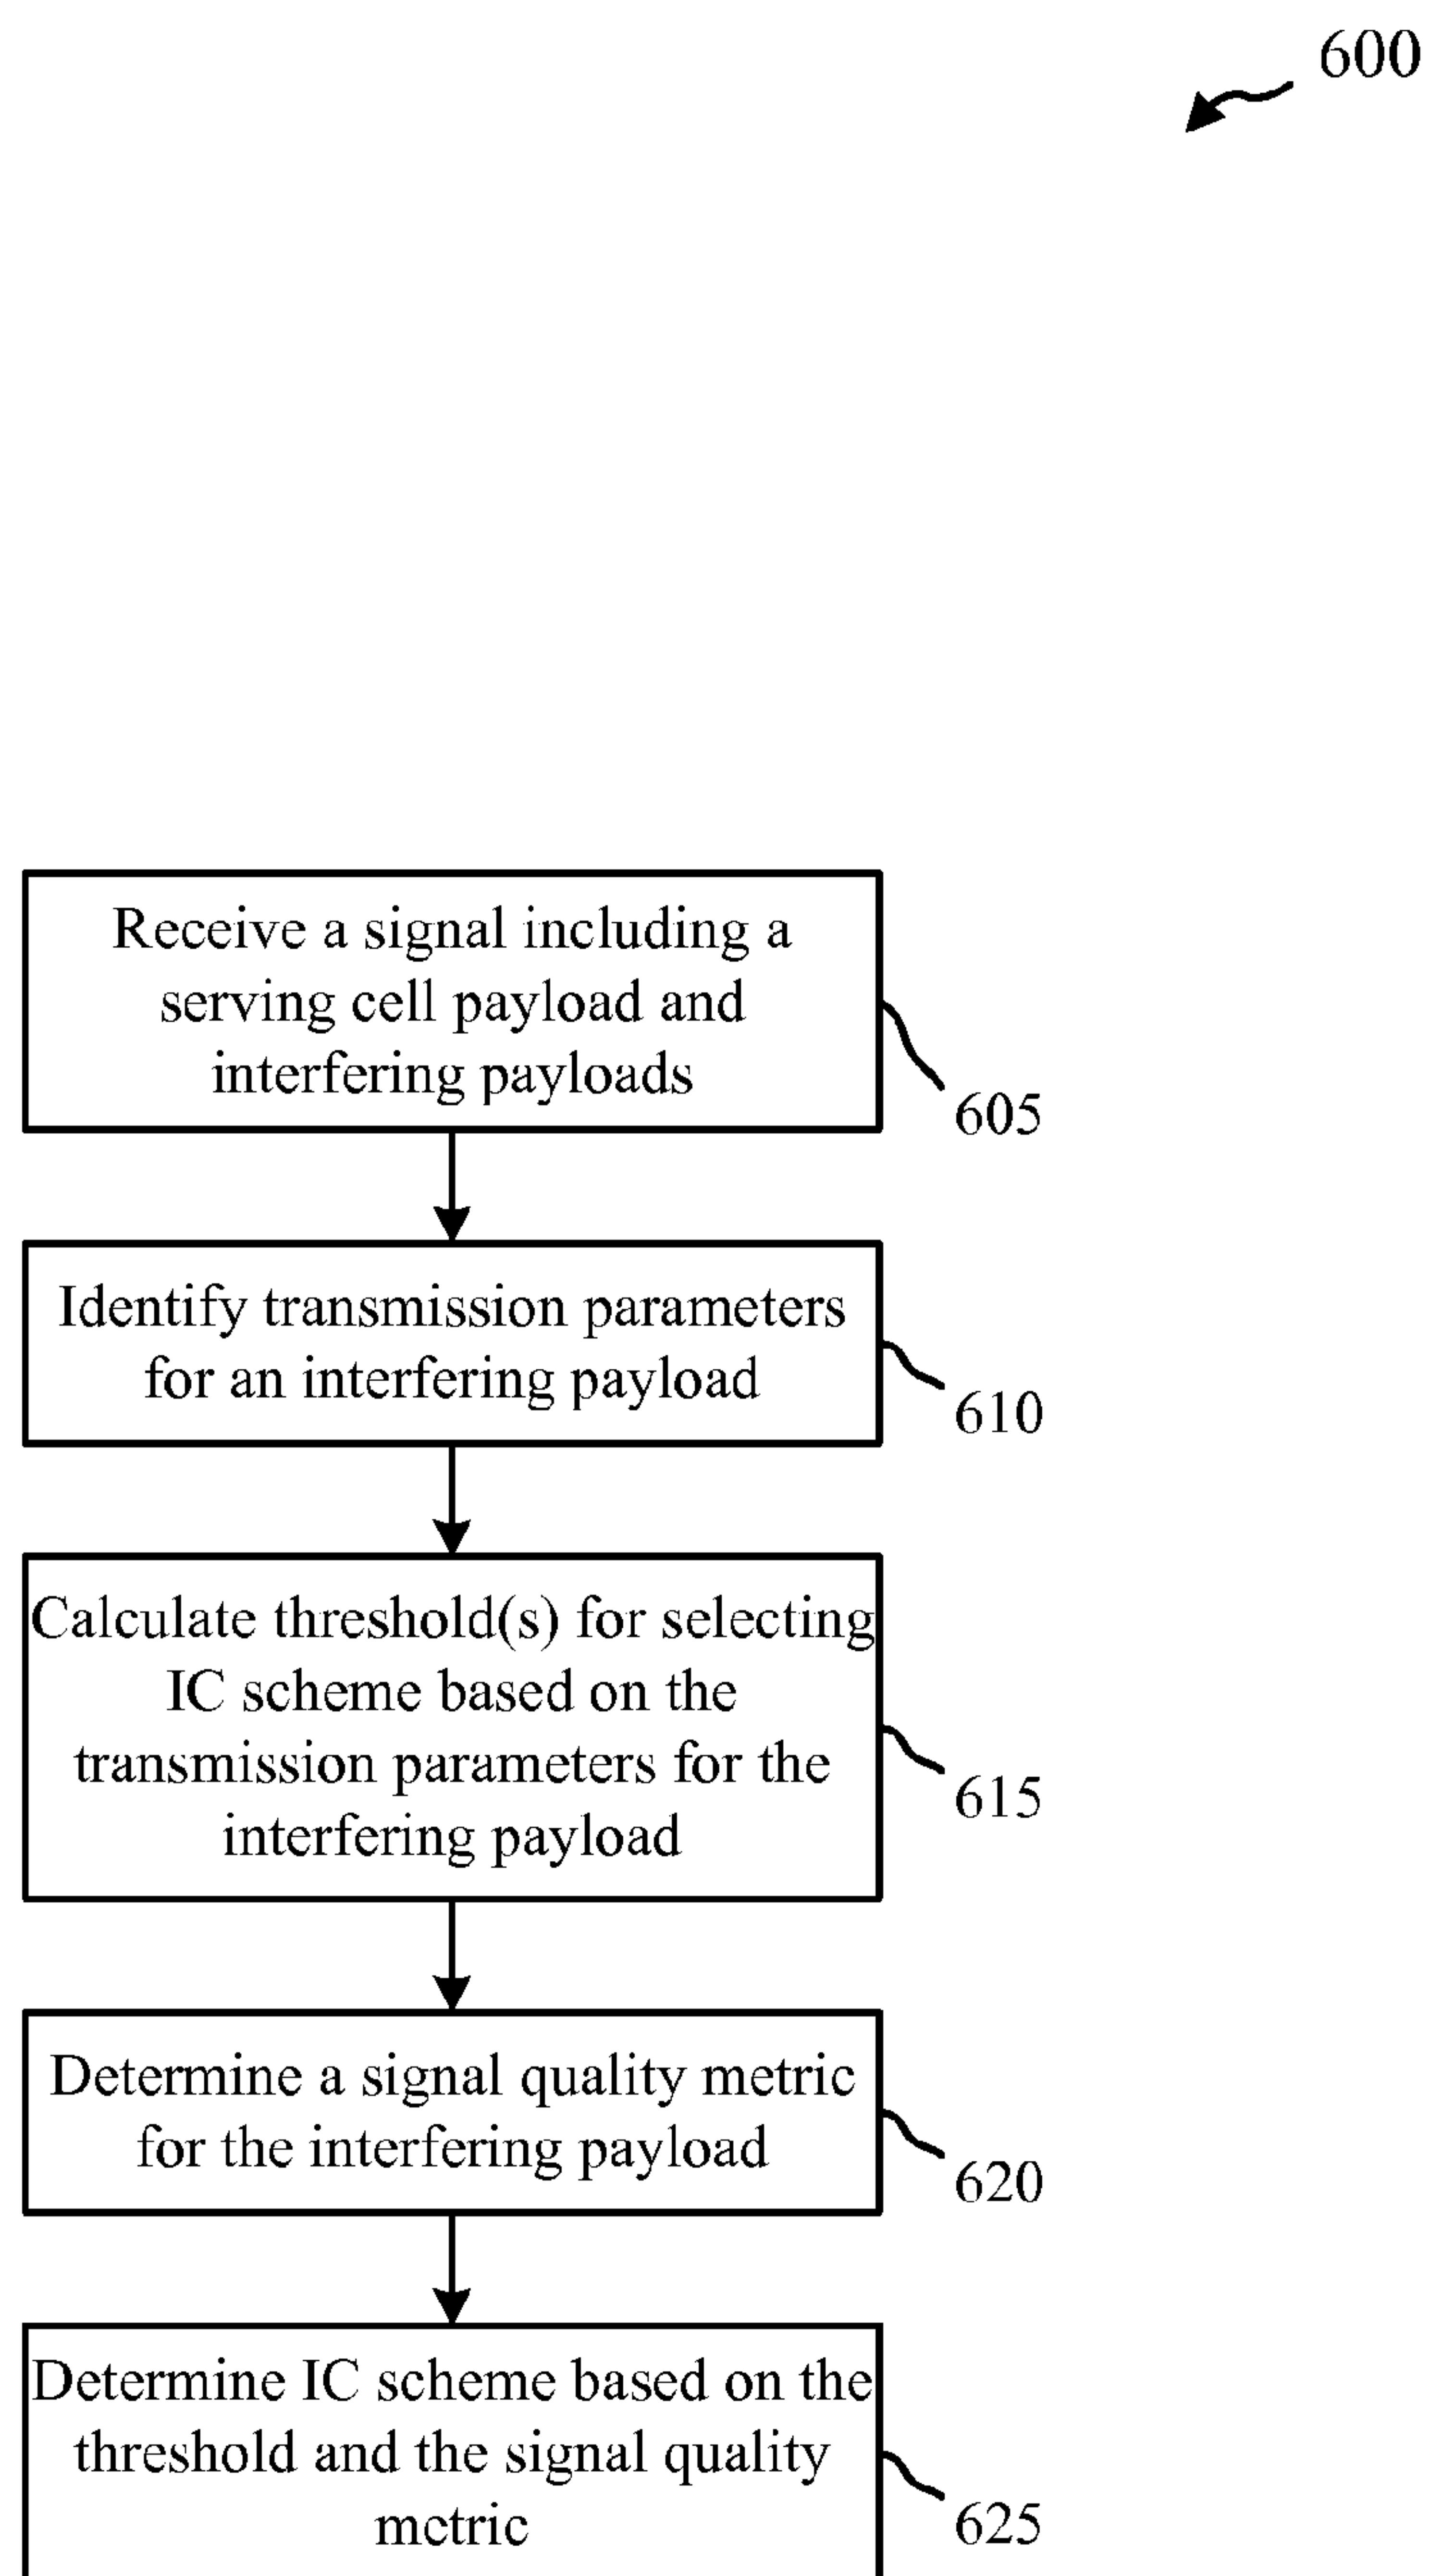 600
Receive a signal including a
serving cell payload and
interfering payloads
605
Identify transmission parameters
for an interfering payload
610
Calculate threshold(s) for selecting
IC scheme based on the
transmission parameters for the
interfering payload
615
Determine a signal quality metric
for the interfering payload
620
Determine IC scheme based on the
threshold and the signal quality
metric
625